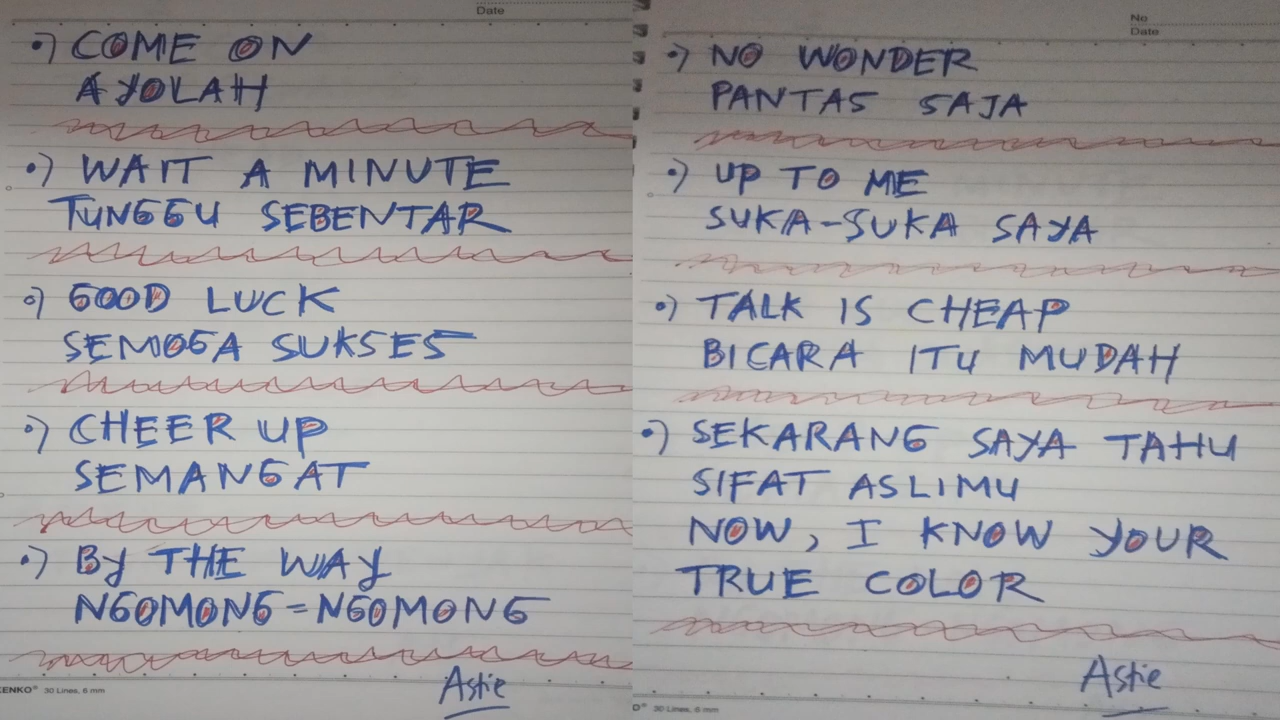 Date
•) COME ON
AYOLAH
•) WAIT A MINUTE
TUNGGU SEBENTAR
•) GOOD LUCK
SEMOGA SUKSES
•) CHEER UP
SEMANGAT
•) BY THE WAY
NGOMONG=NGOMONG
Astie
KENKO® 30 Lines, 6 mm
No
Date
•) NO WONDER
PANTAS SAJA
•) UP TO ME
SUKA-SUKA SAYA
•) TALK IS CHEAP
BICARA ITU MUDAH
•) SEKARANG SAYA TAHU
SIFAT ASLIMU
NOW, I KNOW YOUR
TRUE COLOR
Astie
30 Lines, 6 mm